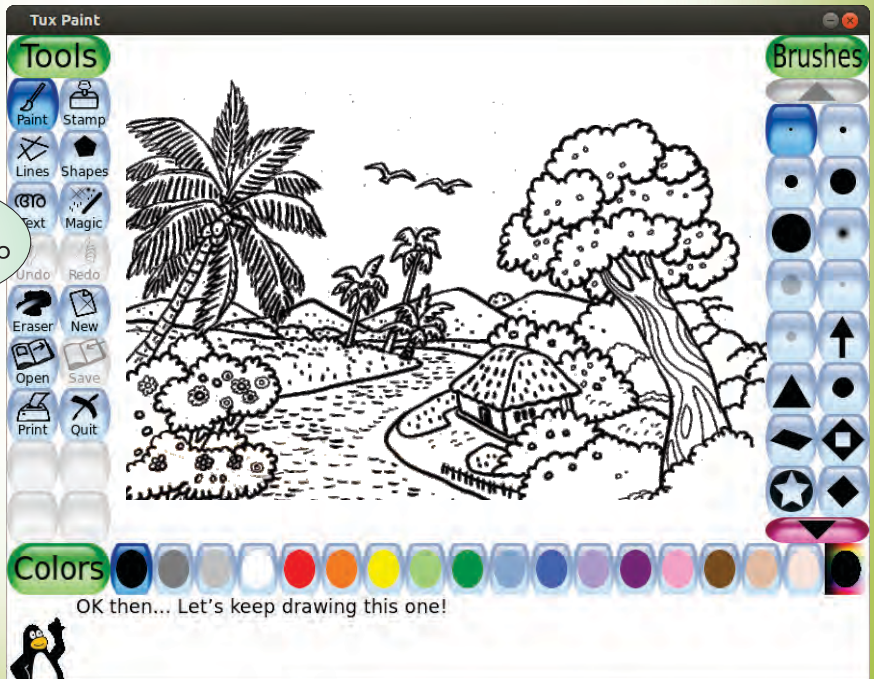 Tux Paint
Tools
Brushes
Paint Stamp
Lines Shapes
Text Magic
Undo Redo
Eraser New
Open Save
Print Quit
Colors
OK then... Let's keep drawing this one!